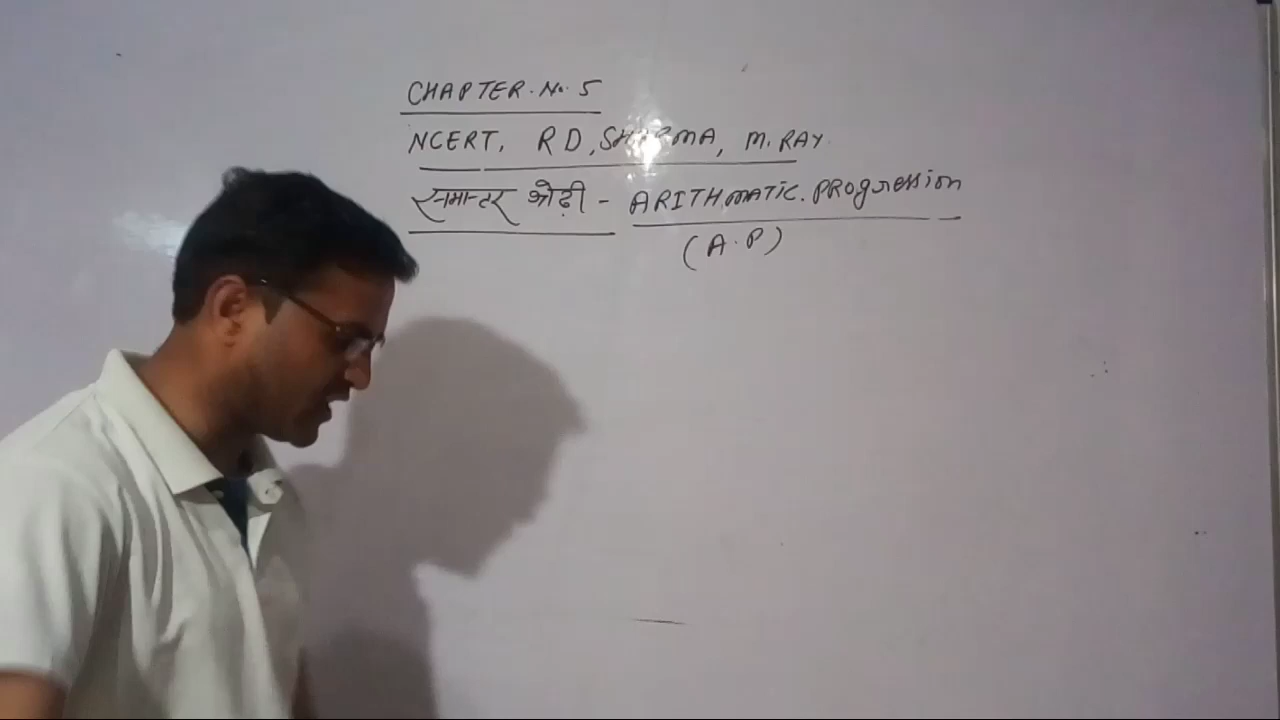 CHAPTER. No. 5
NCERT, RD, SHARMA, M. RAY
समान्तर श्रेढ़ी - ARITHMATIC. PROgression
(A.P)